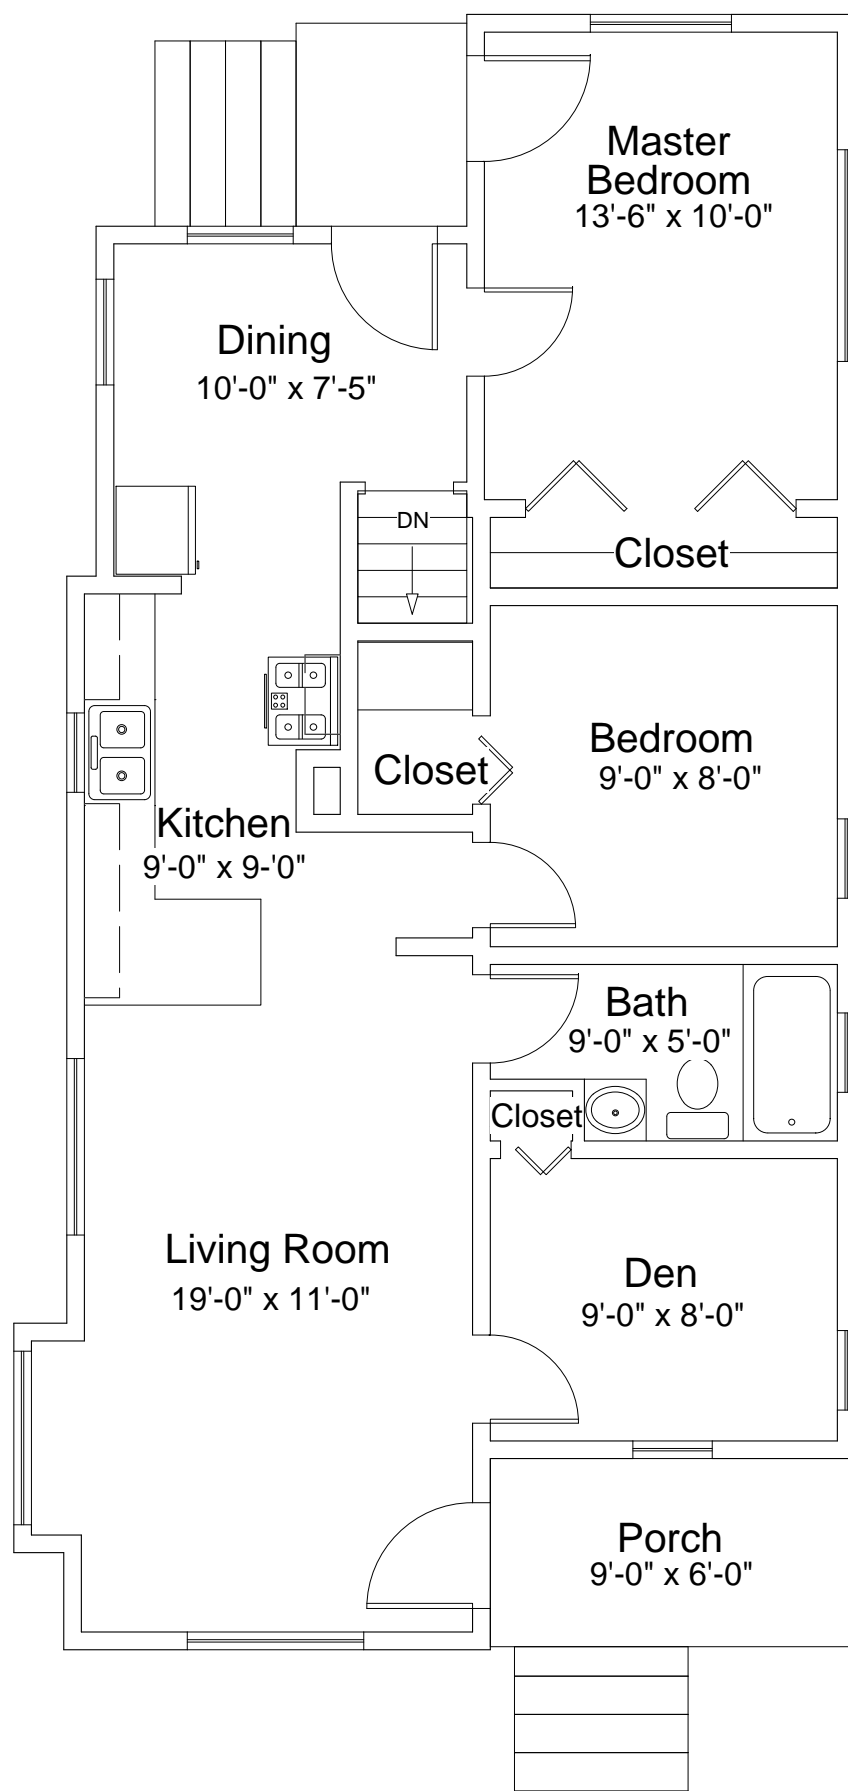 Master
Bedroom
13'-6" x 10'-0"
Dining
10'-0" x 7'-5"
DN
Closet
Bedroom
9'-0" x 8'-0"
Closet
Kitchen
9'-0" x 9-'0"
Bath
9'-0" x 5'-0"
Closet
Living Room
19'-0" x 11'-0"
Den
9'-0" x 8'-0"
Porch
9'-0" x 6'-0"